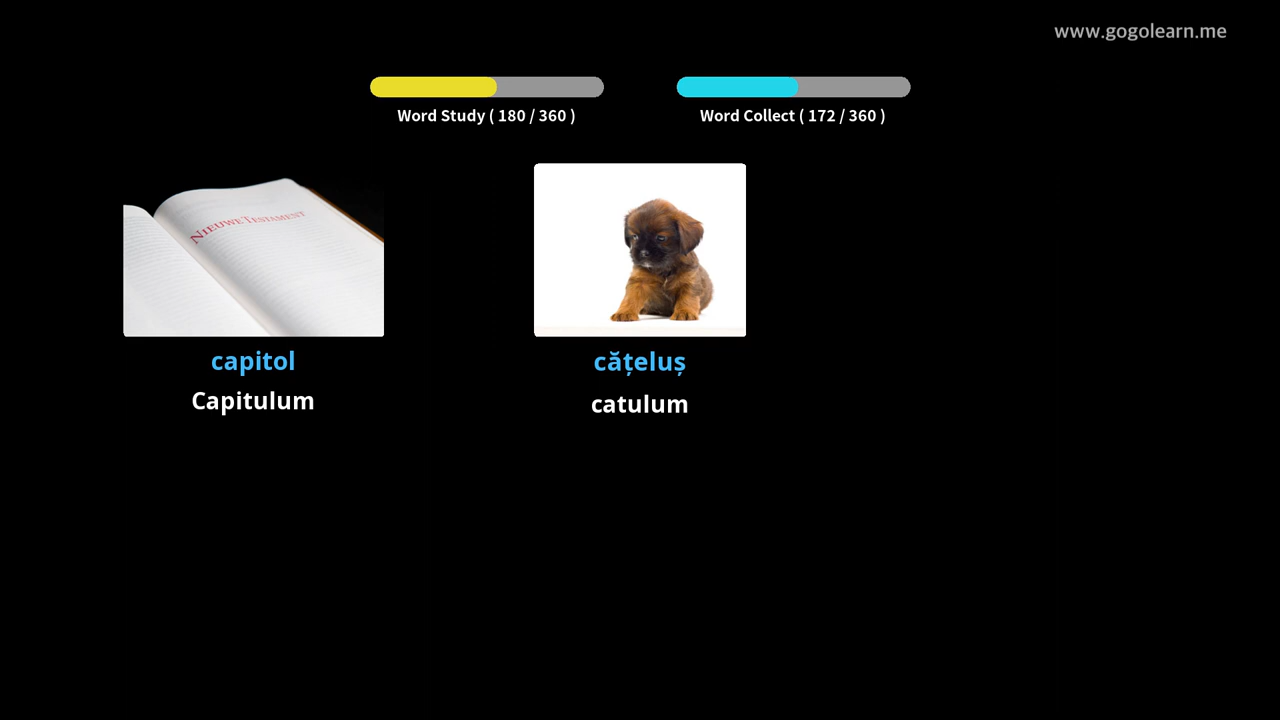 www.gogolearn.me
Word Study ( 180 / 360 )
Word Collect ( 172 / 360 )
NIEUWE TESTAMENT
capitol
cățeluș
Capitulum
catulum